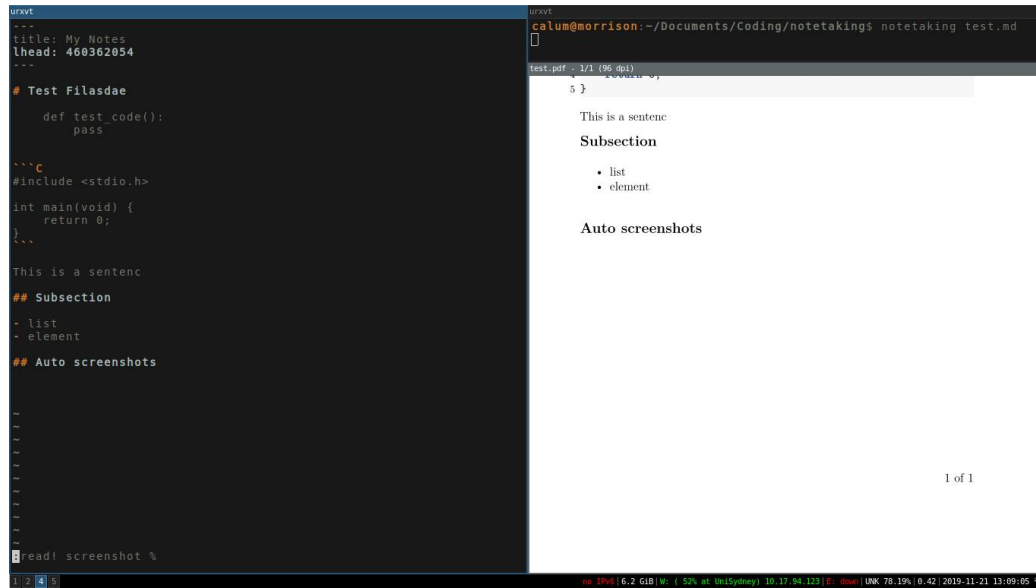 urxvt
---
title: My Notes
lhead: 460362054
---
# Test Filasdae
def test_code():
pass
```C
#include <stdio.h>
int main(void) {
return 0;
}
```
This is a sentenc
## Subsection
- list
- element
## Auto screenshots
~
~
~
~
~
~
~
~
~
~
~
:read! screenshot %
urxvt
calum@morrison:~/Documents/Coding/notetaking$ notetaking test.md
test.pdf - 1/1 (96 dpi)
4 return 0;
5 }
This is a sentenc
Subsection
• list
• element
Auto screenshots
1 of 1
1 2 4 5
no IPv6|6.2 GiB|W: ( 52% at UniSydney) 10.17.94.123|E: down|UNK 78.19%|0.42|2019-11-21 13:09:05